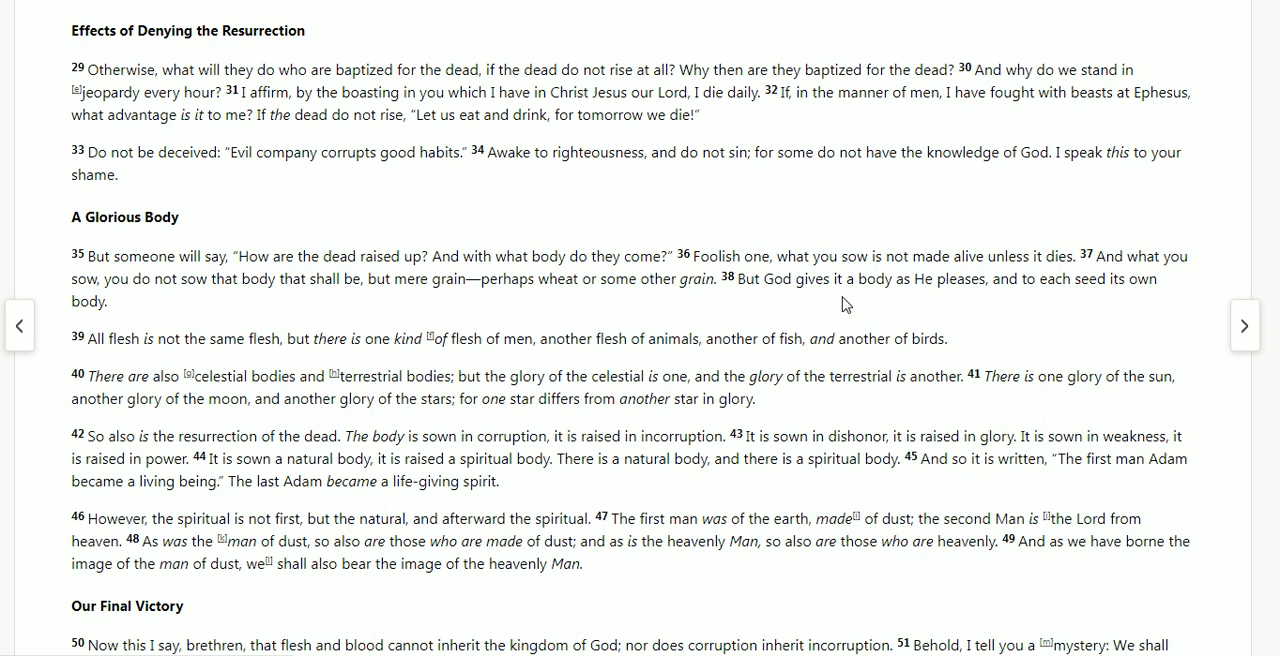 Effects of Denying the Resurrection
29 Otherwise, what will they do who are baptized for the dead, if the dead do not rise at all? Why then are they baptized for the dead? 30 And why do we stand in
[e]jeopardy every hour? 31 I affirm, by the boasting in you which I have in Christ Jesus our Lord, I die daily. 32 If, in the manner of men, I have fought with beasts at Ephesus,
what advantage is it to me? If the dead do not rise, “Let us eat and drink, for tomorrow we die!”
33 Do not be deceived: “Evil company corrupts good habits.” 34 Awake to righteousness, and do not sin; for some do not have the knowledge of God. I speak this to your
shame.
A Glorious Body
35 But someone will say, “How are the dead raised up? And with what body do they come?” 36 Foolish one, what you sow is not made alive unless it dies. 37 And what you
sow, you do not sow that body that shall be, but mere grain—perhaps wheat or some other grain. 38 But God gives it a body as He pleases, and to each seed its own
body.
39 All flesh is not the same flesh, but there is one kind [f]of flesh of men, another flesh of animals, another of fish, and another of birds.
40 There are also [g]celestial bodies and [h]terrestrial bodies; but the glory of the celestial is one, and the glory of the terrestrial is another. 41 There is one glory of the sun,
another glory of the moon, and another glory of the stars; for one star differs from another star in glory.
42 So also is the resurrection of the dead. The body is sown in corruption, it is raised in incorruption. 43 It is sown in dishonor, it is raised in glory. It is sown in weakness, it
is raised in power. 44 It is sown a natural body, it is raised a spiritual body. There is a natural body, and there is a spiritual body. 45 And so it is written, “The first man Adam
became a living being.” The last Adam became a life-giving spirit.
46 However, the spiritual is not first, but the natural, and afterward the spiritual. 47 The first man was of the earth, made[i] of dust; the second Man is [j]the Lord from
heaven. 48 As was the [k]man of dust, so also are those who are made of dust; and as is the heavenly Man, so also are those who are heavenly. 49 And as we have borne the
image of the man of dust, we[l] shall also bear the image of the heavenly Man.
Our Final Victory
50 Now this I say, brethren, that flesh and blood cannot inherit the kingdom of God; nor does corruption inherit incorruption. 51 Behold, I tell you a [m]mystery: We shall